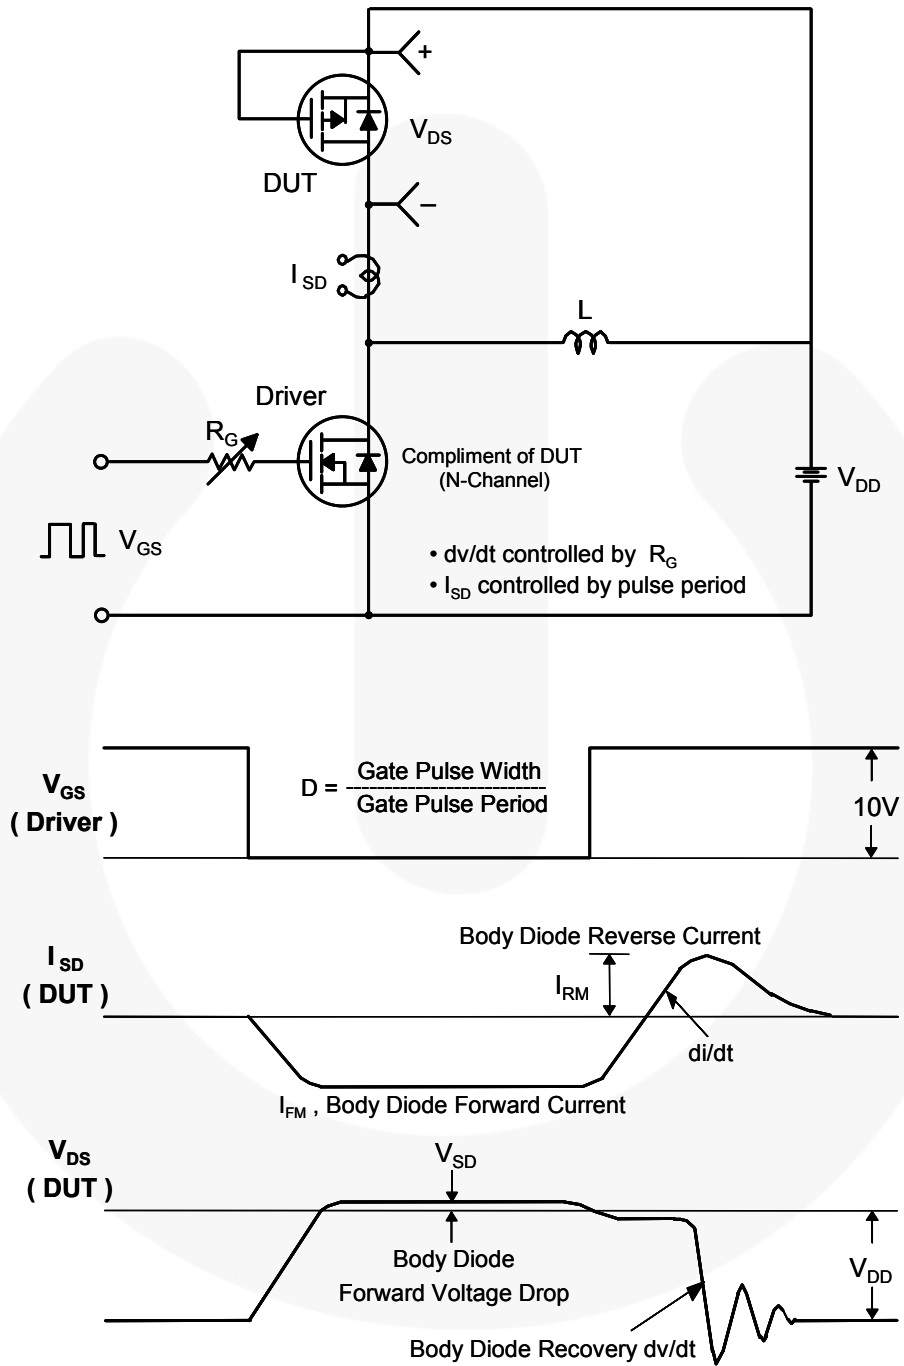 +
V_DS
DUT
–
I_SD
L
Driver
R_G
Compliment of DUT
(N-Channel)
V_DD
V_GS
• dv/dt controlled by R_G
• I_SD controlled by pulse period
V_GS
( Driver )
D = Gate Pulse Width
Gate Pulse Period
10V
I_SD
( DUT )
Body Diode Reverse Current
I_RM
di/dt
I_FM , Body Diode Forward Current
V_DS
( DUT )
V_SD
Body Diode
Forward Voltage Drop
V_DD
Body Diode Recovery dv/dt